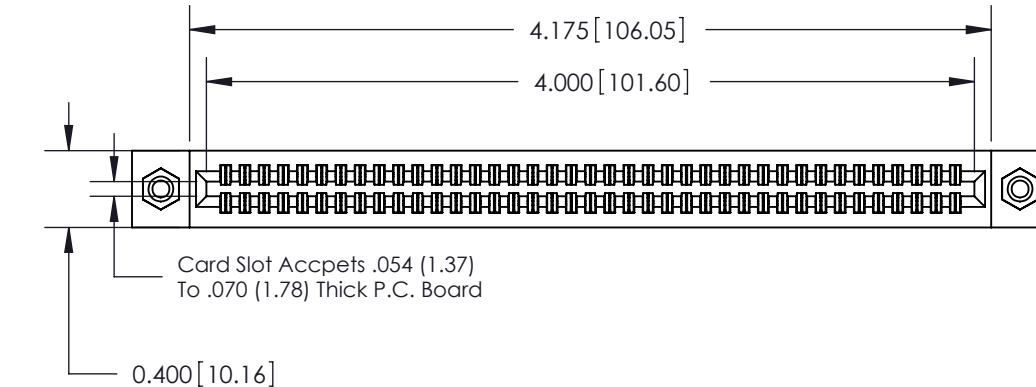 4.175[106.05]
4.000[101.60]
Card Slot Accpets .054 (1.37)
To .070 (1.78) Thick P.C. Board
0.400[10.16]